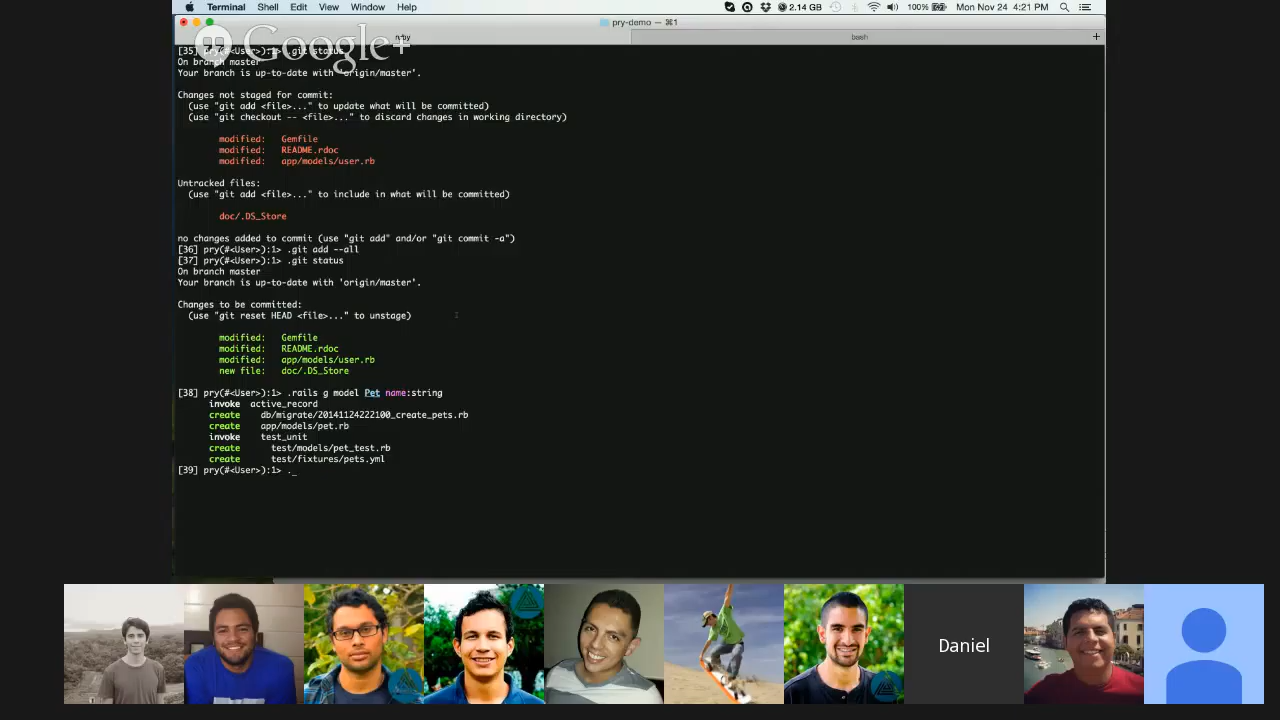 Terminal Shell Edit View Window Help 2.14 GB 100% Mon Nov 24 4:21 PM
pry-demo — ⌘1
ruby bash +
Google+
[35] pry(#<User>):1> .git status
On branch master
Your branch is up-to-date with 'origin/master'.
Changes not staged for commit:
(use "git add <file>..." to update what will be committed)
(use "git checkout -- <file>..." to discard changes in working directory)
modified: Gemfile
modified: README.rdoc
modified: app/models/user.rb
Untracked files:
(use "git add <file>..." to include in what will be committed)
doc/.DS_Store
no changes added to commit (use "git add" and/or "git commit -a")
[36] pry(#<User>):1> .git add --all
[37] pry(#<User>):1> .git status
On branch master
Your branch is up-to-date with 'origin/master'.
Changes to be committed:
(use "git reset HEAD <file>..." to unstage)
modified: Gemfile
modified: README.rdoc
modified: app/models/user.rb
new file: doc/.DS_Store
[38] pry(#<User>):1> .rails g model Pet name:string
invoke active_record
create db/migrate/20141124222100_create_pets.rb
create app/models/pet.rb
invoke test_unit
create test/models/pet_test.rb
create test/fixtures/pets.yml
[39] pry(#<User>):1> ._
Daniel